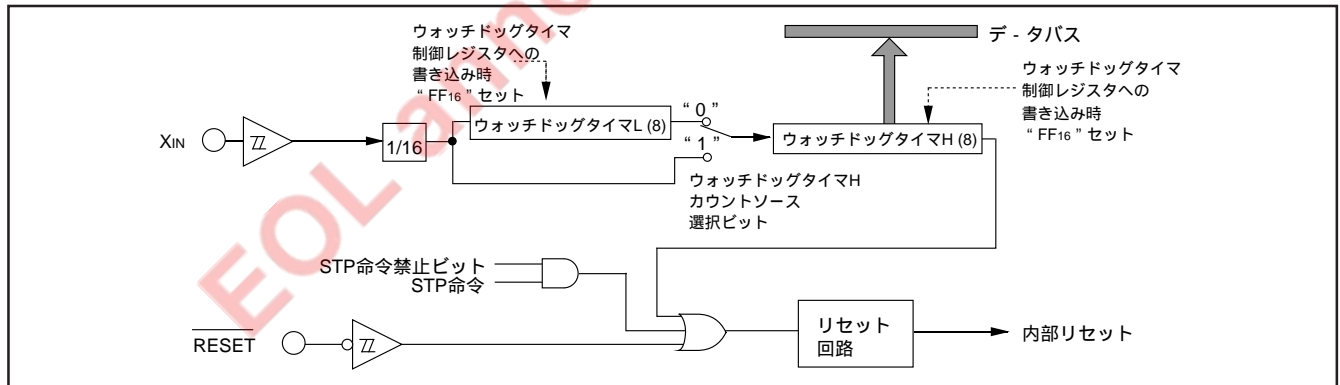 ウォッチドッグタイマ
制御レジスタへの
書き込み時
“ FF16 ” セット
デ - タバス
ウォッチドッグタイマ
制御レジスタへの
書き込み時
“ FF16 ” セット
XIN
1/16
ウォッチドッグタイマL (8)
“ 0 ”
“ 1 ”
ウォッチドッグタイマH (8)
ウォッチドッグタイマH
カウントソース
選択ビット
STP命令禁止ビット
STP命令
RESET
リセット
回路
内部リセット
EOL anno